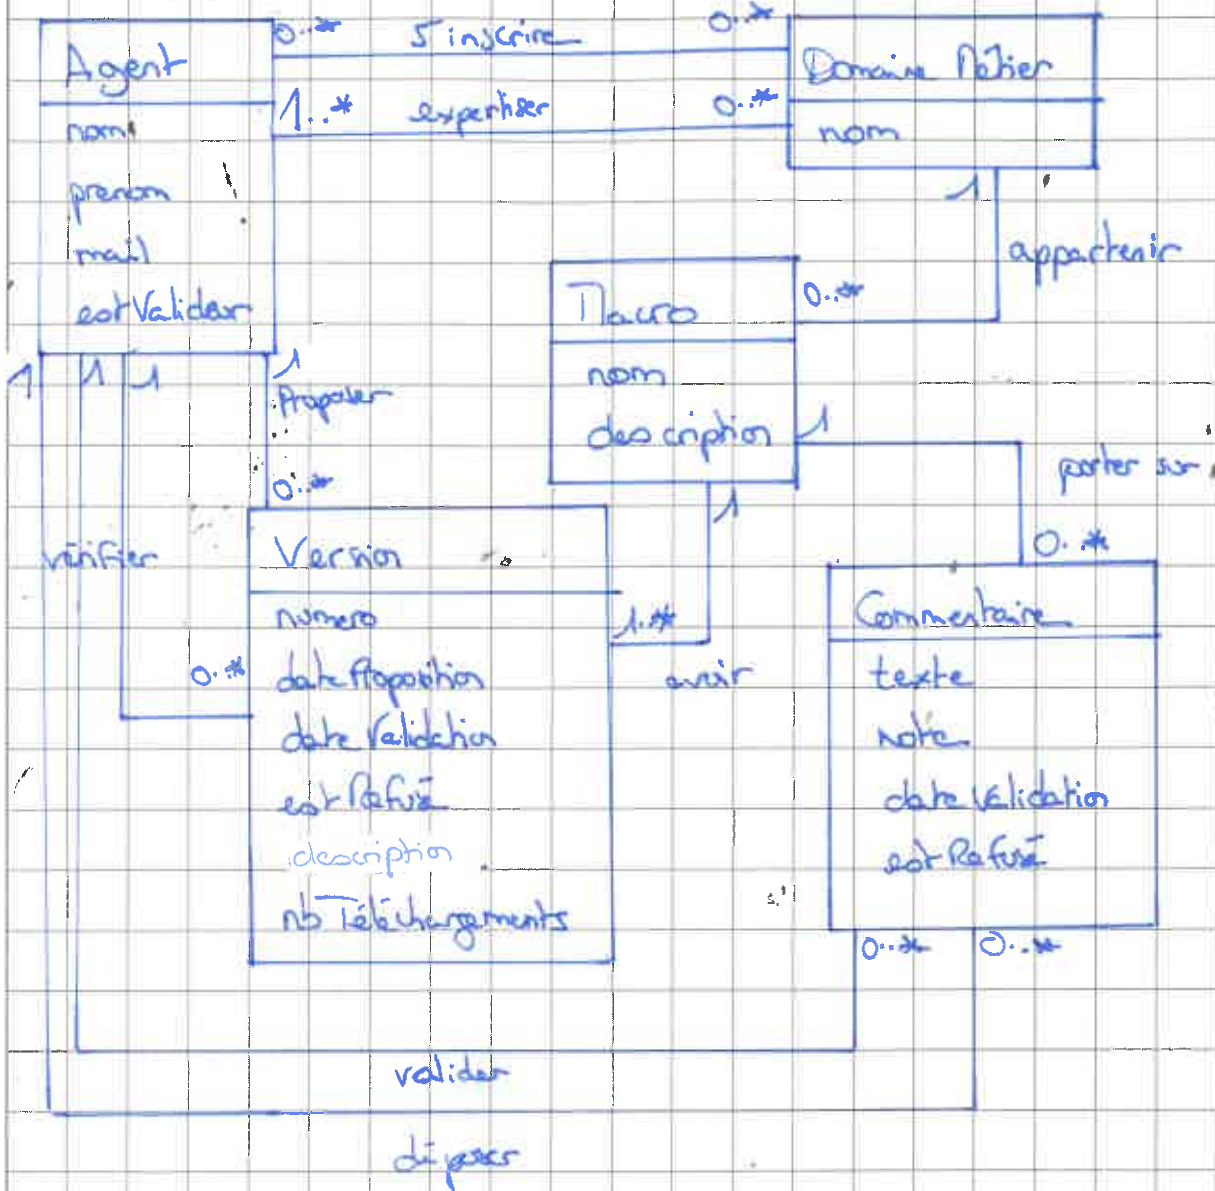 0..* s'inscrire 0..*
Agent
Domaine Métier
1..* expertiser 0..*
nom
nom
prenom
mail
estValideur
1
appartenir
Macro
0..*
nom
description
1
1
1
1
1
Proposer
0..*
1
porter sur
0..*
vérifier
Version
numero
dateProposition
dateValidation
estRefusé
description
nbTéléchargements
0..*
1..*
avoir
Commentaire
texte
note
dateValidation
estRefusé
0..* 0..*
valider
déposer